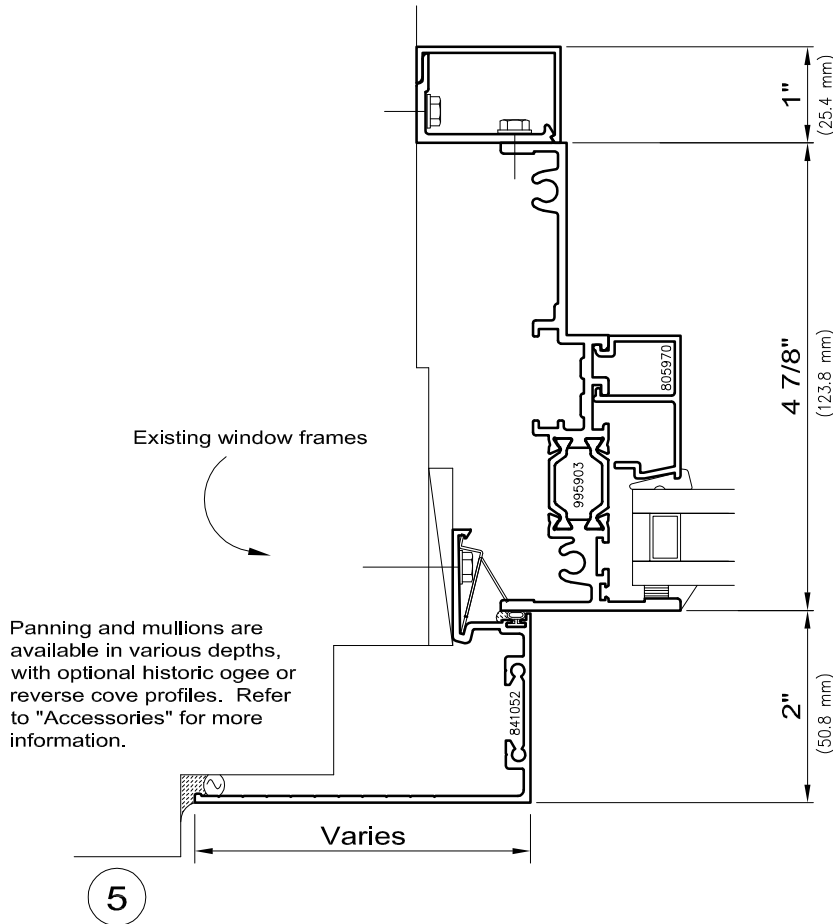 1"
(25.4 mm)
4 7/8"
(123.8 mm)
805970
Existing window frames
995903
Panning and mullions are
available in various depths,
with optional historic ogee or
reverse cove profiles.  Refer
to "Accessories" for more
information.
841052
2"
(50.8 mm)
Varies
5